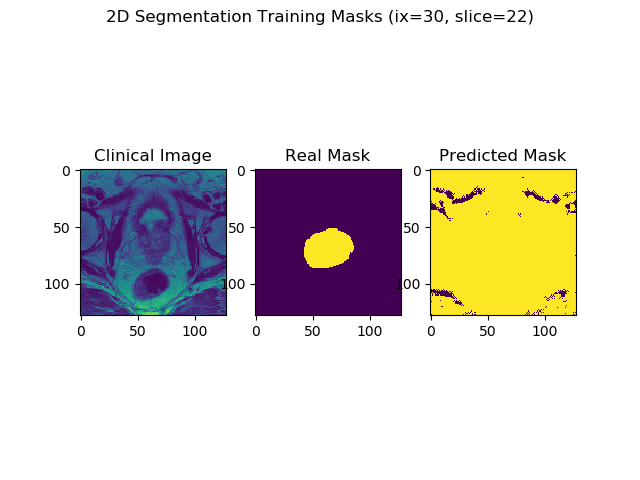 2D Segmentation Training Masks (ix=30, slice=22)
Clinical Image Real Mask Predicted Mask
0 0 0
50 50 50
100 100 100
0 50 100 0 50 100 0 50 100